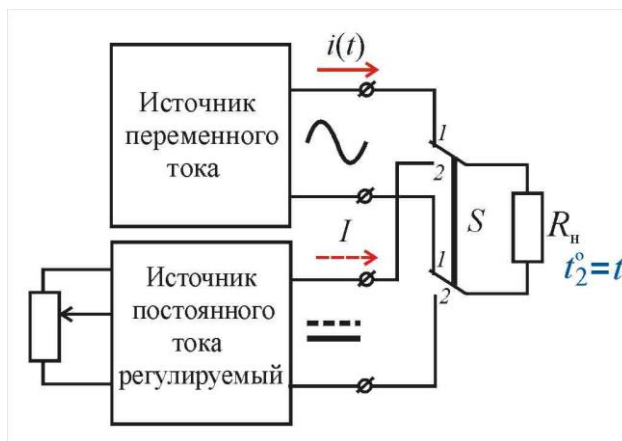 i(t)
Источник
переменного
тока
1
2
S
Rн
t°2=t
I
1
2
Источник
постоянного
тока
регулируемый